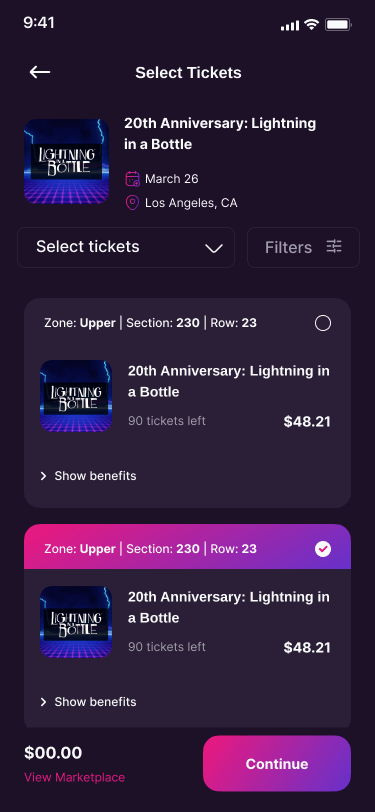 9:41
Select Tickets
LIGHTNING
IN A
BOTTLE
20th Anniversary: Lightning
in a Bottle
March 26
Los Angeles, CA
Select tickets
Filters
Zone: Upper | Section: 230 | Row: 23
LIGHTNING
IN A
BOTTLE
20th Anniversary: Lightning in
a Bottle
90 tickets left
$48.21
Show benefits
Zone: Upper | Section: 230 | Row: 23
LIGHTNING
IN A
BOTTLE
20th Anniversary: Lightning in
a Bottle
90 tickets left
$48.21
Show benefits
$00.00
View Marketplace
Continue